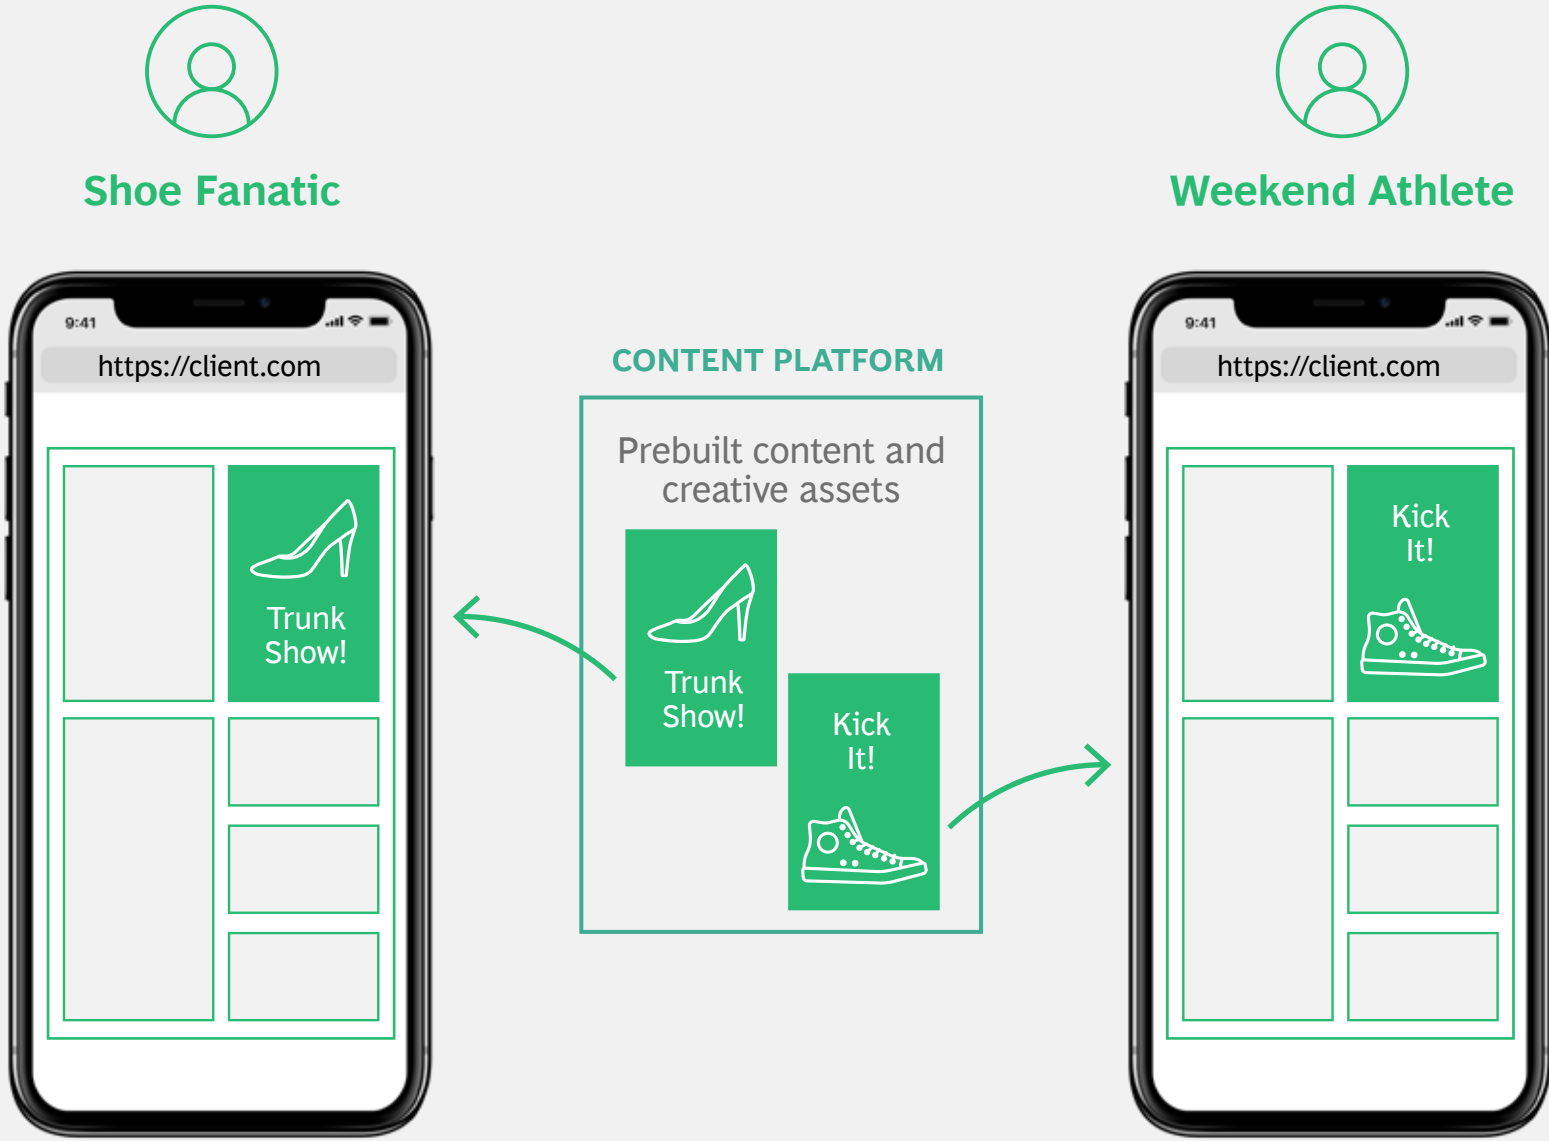 Shoe Fanatic
Weekend Athlete
9:41
https://client.com
Trunk
Show!
CONTENT PLATFORM
Prebuilt content and
creative assets
Trunk
Show!
Kick
It!
9:41
https://client.com
Kick
It!